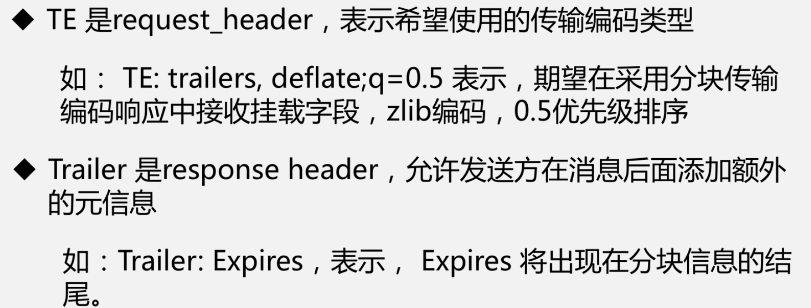 ◆ TE 是request_header，表示希望使用的传输编码类型
如： TE: trailers, deflate;q=0.5 表示，期望在采用分块传输
编码响应中接收挂载字段，zlib编码，0.5优先级排序
◆ Trailer 是response header，允许发送方在消息后面添加额外
的元信息
如：Trailer: Expires，表示， Expires 将出现在分块信息的结
尾。